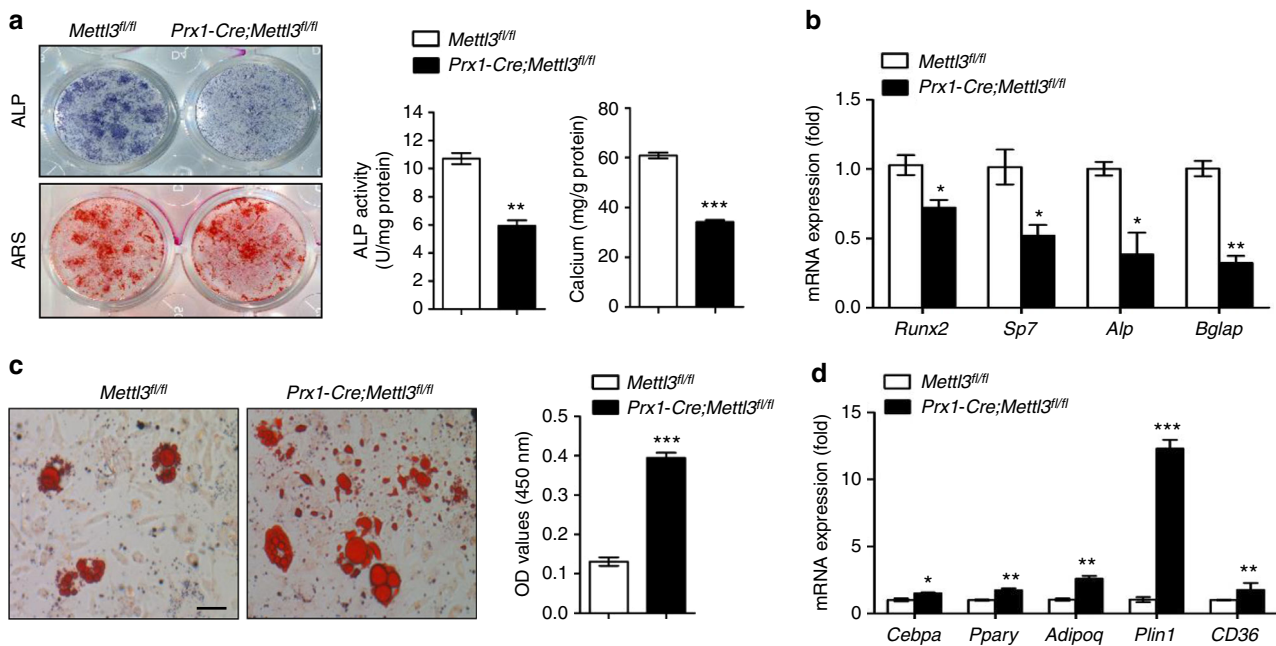 a
Mettl3fl/fl
Prx1-Cre;Mettl3fl/fl
ALP
ARS
Mettl3fl/fl
Prx1-Cre;Mettl3fl/fl
ALP activity
(U/mg protein)
14
12
10
8
6
4
2
0
**
Calcium (mg/g protein)
80
60
40
20
0
***
b
Mettl3fl/fl
Prx1-Cre;Mettl3fl/fl
mRNA expression (fold)
1.5
1.0
0.5
0.0
*
*
*
**
Runx2
Sp7
Alp
Bglap
c
Mettl3fl/fl
Prx1-Cre;Mettl3fl/fl
Mettl3fl/fl
Prx1-Cre;Mettl3fl/fl
OD values (450 nm)
0.5
0.4
0.3
0.2
0.1
0.0
***
d
Mettl3fl/fl
Prx1-Cre;Mettl3fl/fl
mRNA expression (fold)
15
10
5
0
*
**
**
***
**
Cebpa
Ppary
Adipoq
Plin1
CD36